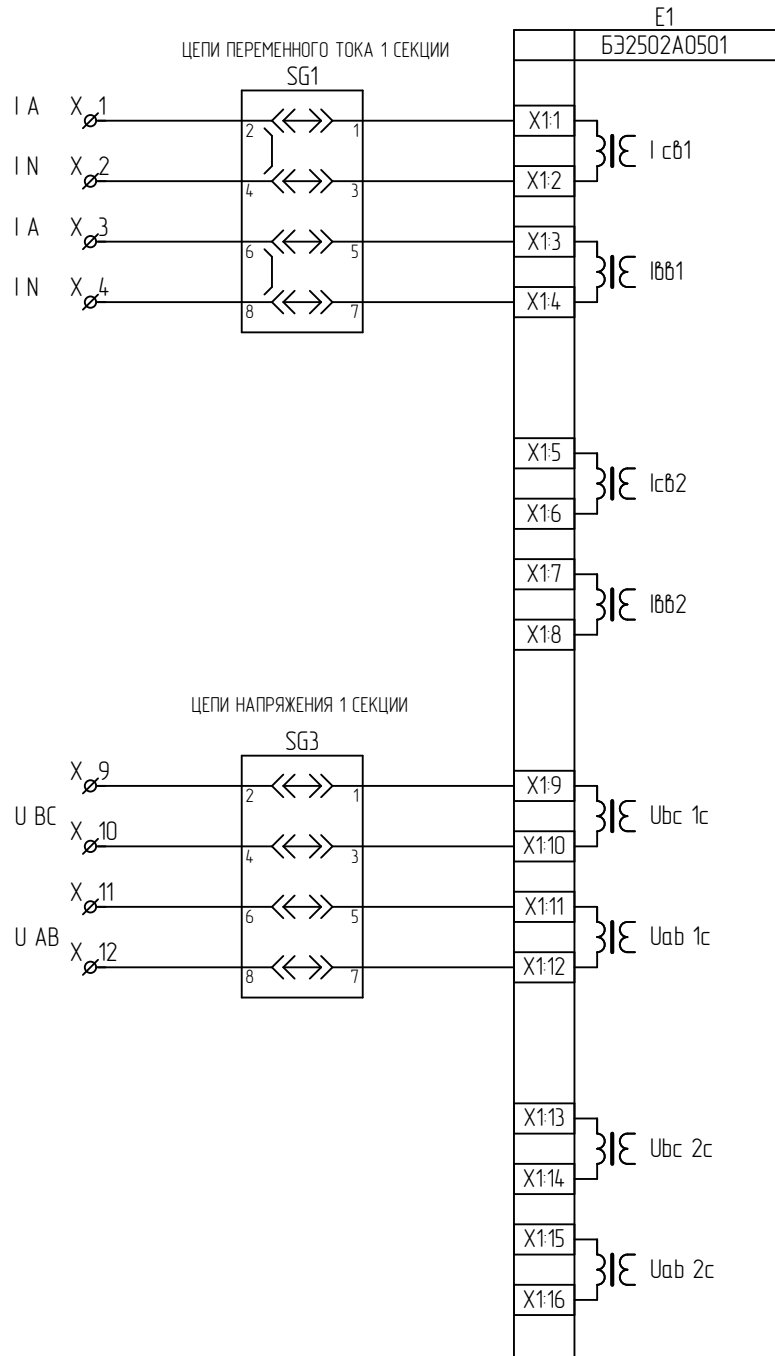 E1
БЭ2502А0501
ЦЕПИ ПЕРЕМЕННОГО ТОКА 1 СЕКЦИИ
SG1
I A X 1 2 1 X1:1
I N X 2 4 3 X1:2
I св1
I A X 3 6 5 X1:3
I N X 4 8 7 X1:4
Iвв1
X1:5
X1:6
Iсв2
X1:7
X1:8
Iвв2
ЦЕПИ НАПРЯЖЕНИЯ 1 СЕКЦИИ
SG3
X 9 2 1 X1:9
U BC
Ubc 1с
X 10 4 3 X1:10
X 11 6 5 X1:11
U AB
Uab 1с
X 12 8 7 X1:12
X1:13
Ubc 2с
X1:14
X1:15
Uab 2с
X1:16